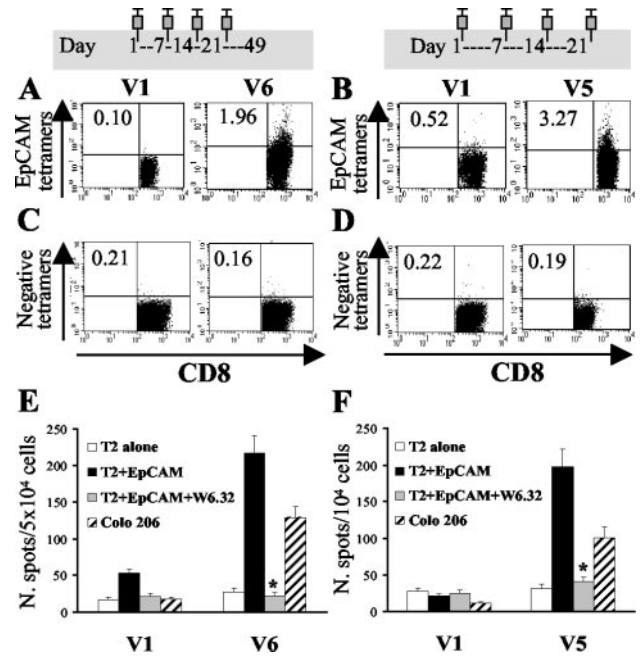 Day 1--7-14-21---49
Day 1----7---14---21
A V1 V6
B V1 V5
EpCAM tetramers
0.10
1.96
EpCAM tetramers
0.52
3.27
C
D
Negative tetramers
0.21
0.16
Negative tetramers
0.22
0.19
CD8
CD8
E
F
N. spots/5x10⁴ cells
250
200
150
100
50
0
T2 alone
T2+EpCAM
T2+EpCAM+W6.32
Colo 206
*
V1 V6
N. spots/10⁴ cells
250
200
150
100
50
0
T2 alone
T2+EpCAM
T2+EpCAM+W6.32
Colo 206
*
V1 V5